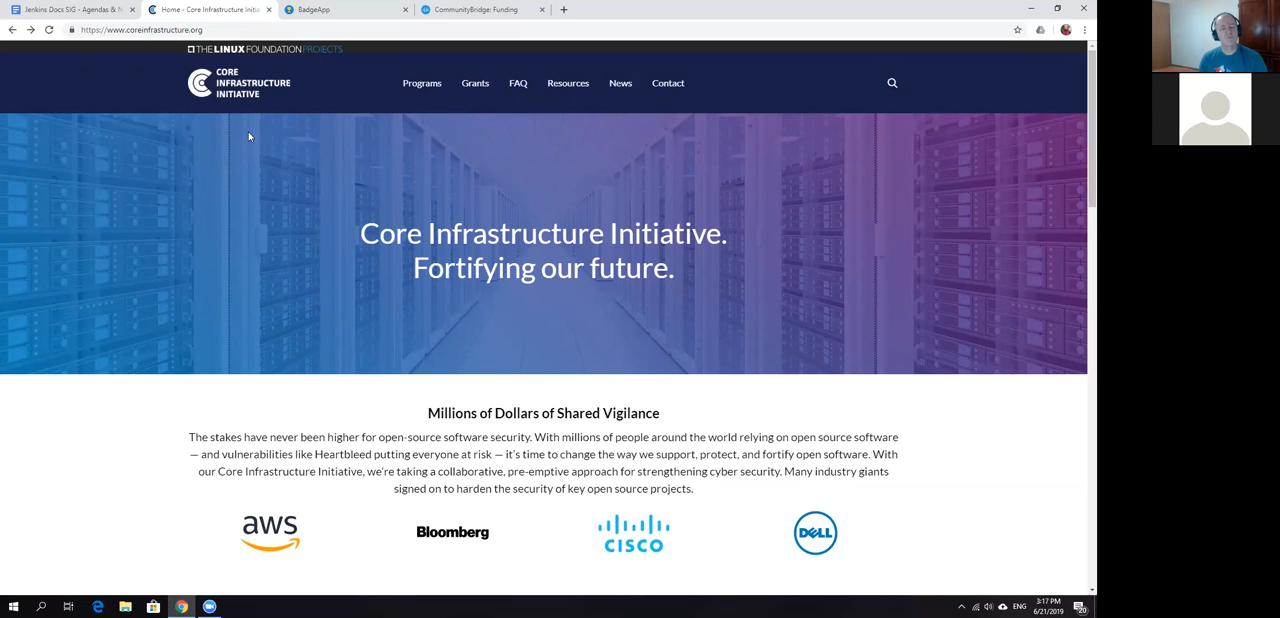 Jenkins Docs SIG - Agendas & N
Home - Core Infrastructure Initia
BadgeApp
CommunityBridge: Funding
https://www.coreinfrastructure.org
THE LINUX FOUNDATION PROJECTS
CORE
INFRASTRUCTURE
INITIATIVE
Programs
Grants
FAQ
Resources
News
Contact
Core Infrastructure Initiative.
Fortifying our future.
Millions of Dollars of Shared Vigilance
The stakes have never been higher for open-source software security. With millions of people around the world relying on open source software
— and vulnerabilities like Heartbleed putting everyone at risk — it's time to change the way we support, protect, and fortify open software. With
our Core Infrastructure Initiative, we're taking a collaborative, pre-emptive approach for strengthening cyber security. Many industry giants
signed on to harden the security of key open source projects.
aws
Bloomberg
CISCO
DELL
ENG
3:17 PM
6/21/2019
20